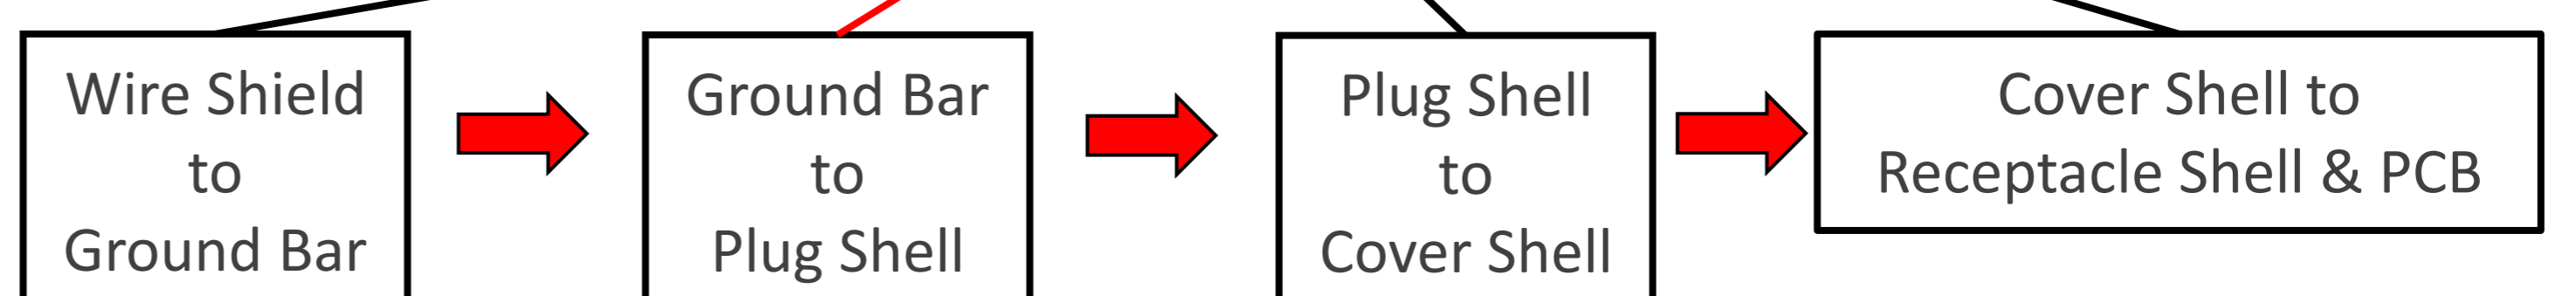 Wire Shield
to
Ground Bar
Ground Bar
to
Plug Shell
Plug Shell
to
Cover Shell
Cover Shell to
Receptacle Shell & PCB